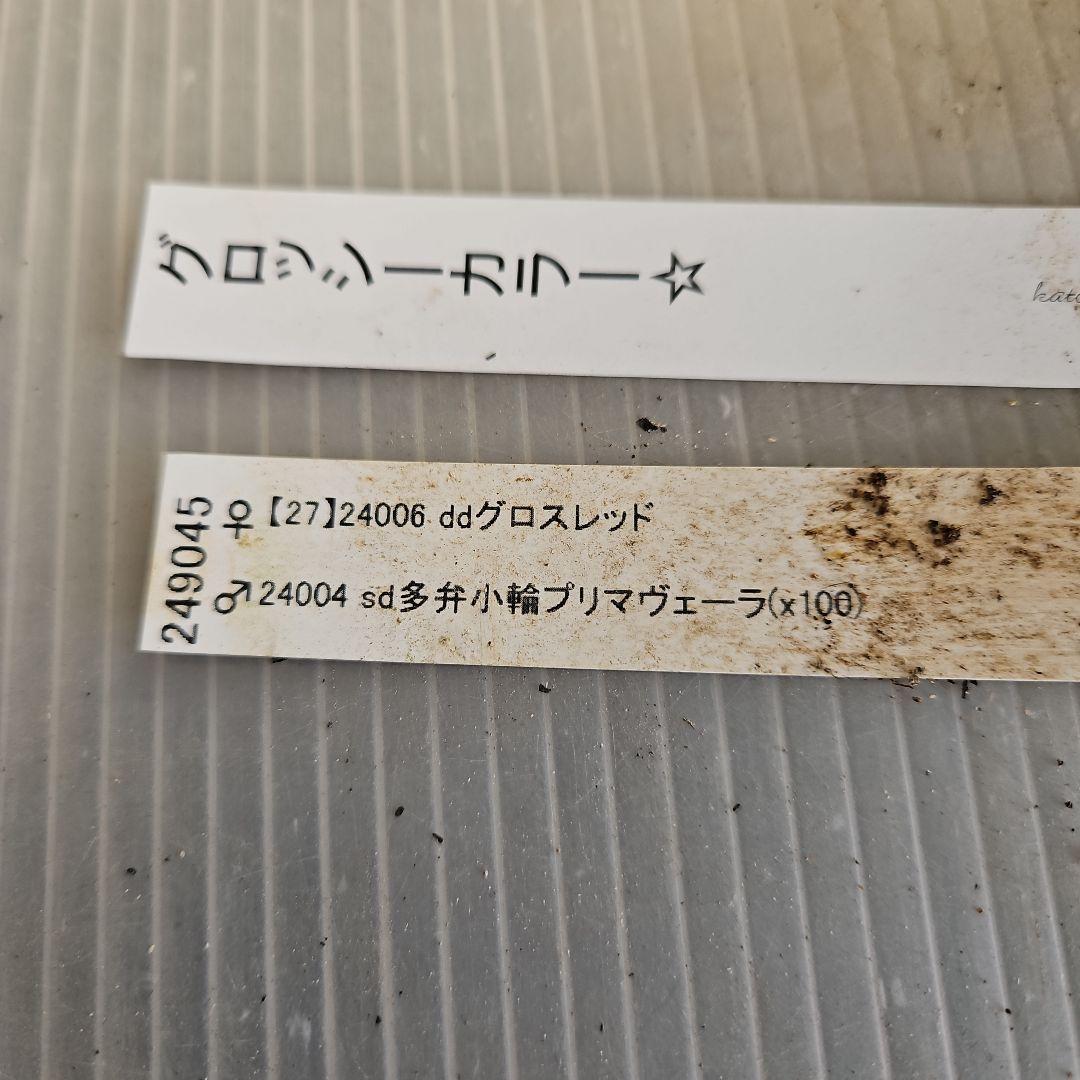 グロッシーカラー☆
249045
♀【27】24006 ddグロスレッド
♂24004 sd多弁小輪プリマヴェーラ(x100)